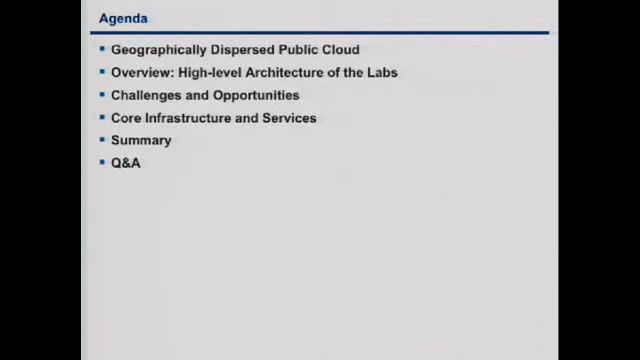 Agenda
Geographically Dispersed Public Cloud
Overview: High-level Architecture of the Labs
Challenges and Opportunities
Core Infrastructure and Services
Summary
Q&A